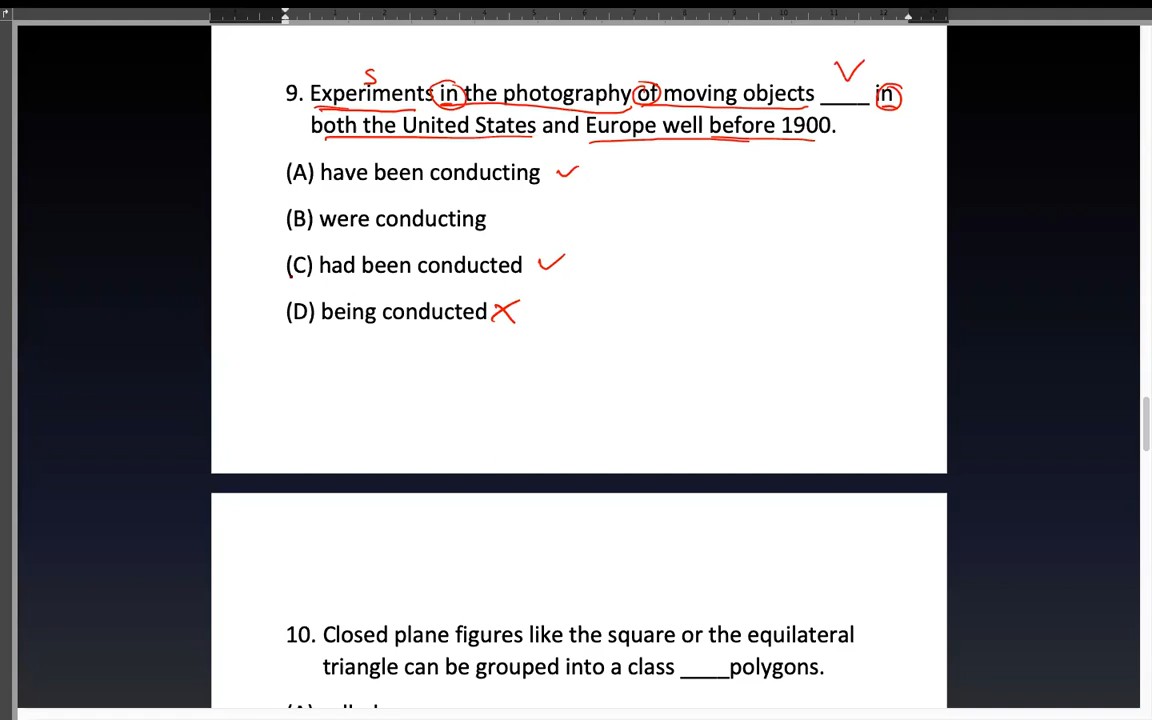 S V
9. Experiments in the photography of moving objects ____ in
both the United States and Europe well before 1900.
(A) have been conducting
(B) were conducting
(C) had been conducted
(D) being conducted
10. Closed plane figures like the square or the equilateral
triangle can be grouped into a class ____polygons.